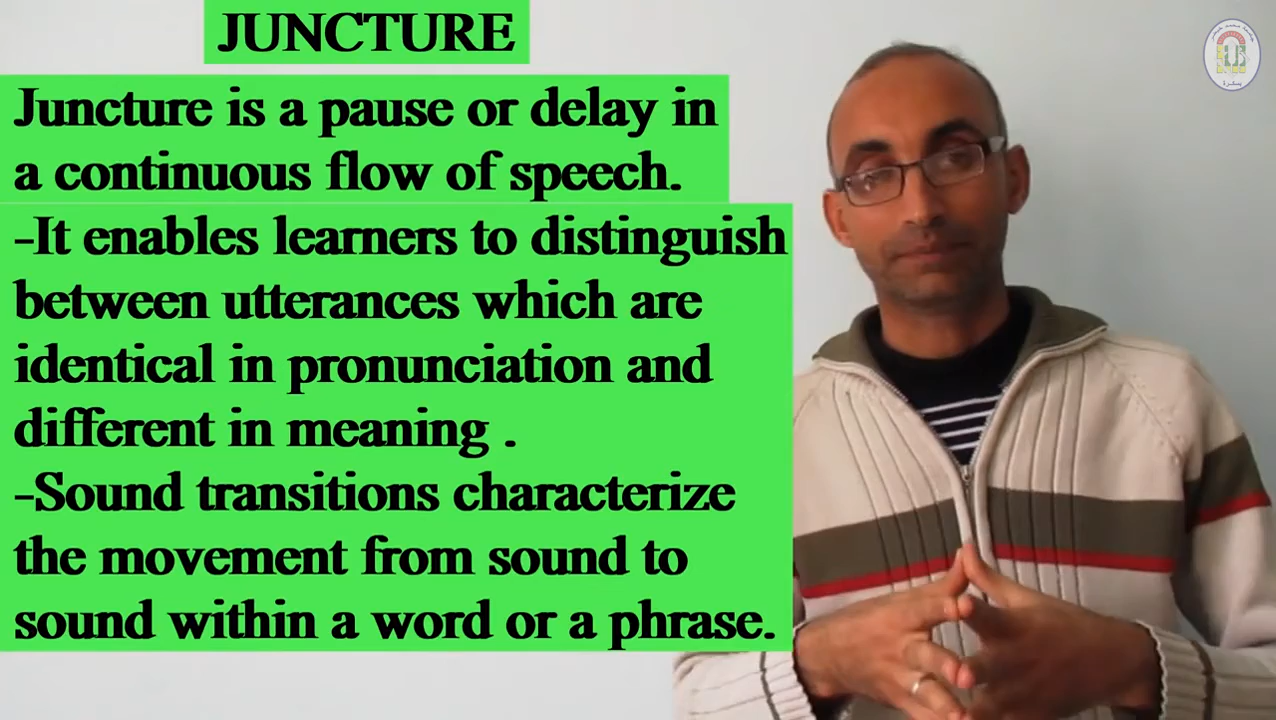 JUNCTURE
Juncture is a pause or delay in
a continuous flow of speech.
-It enables learners to distinguish
between utterances which are
identical in pronunciation and
different in meaning .
-Sound transitions characterize
the movement from sound to
sound within a word or a phrase.